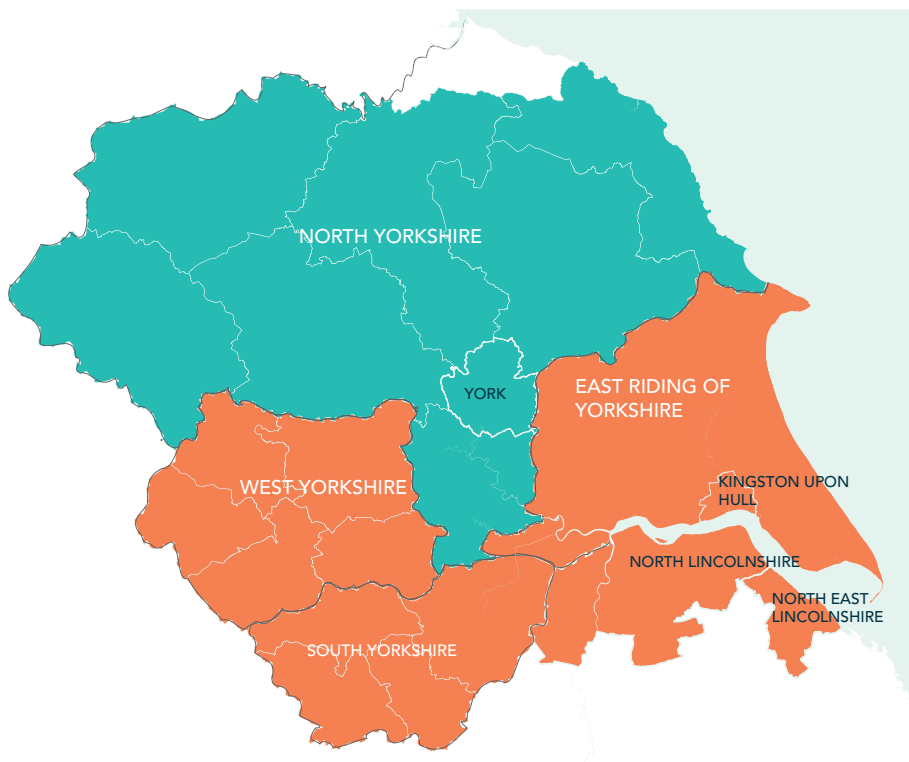 NORTH YORKSHIRE
YORK
EAST RIDING OF
YORKSHIRE
WEST YORKSHIRE
KINGSTON UPON
HULL
NORTH LINCOLNSHIRE
NORTH EAST
LINCOLNSHIRE
SOUTH YORKSHIRE